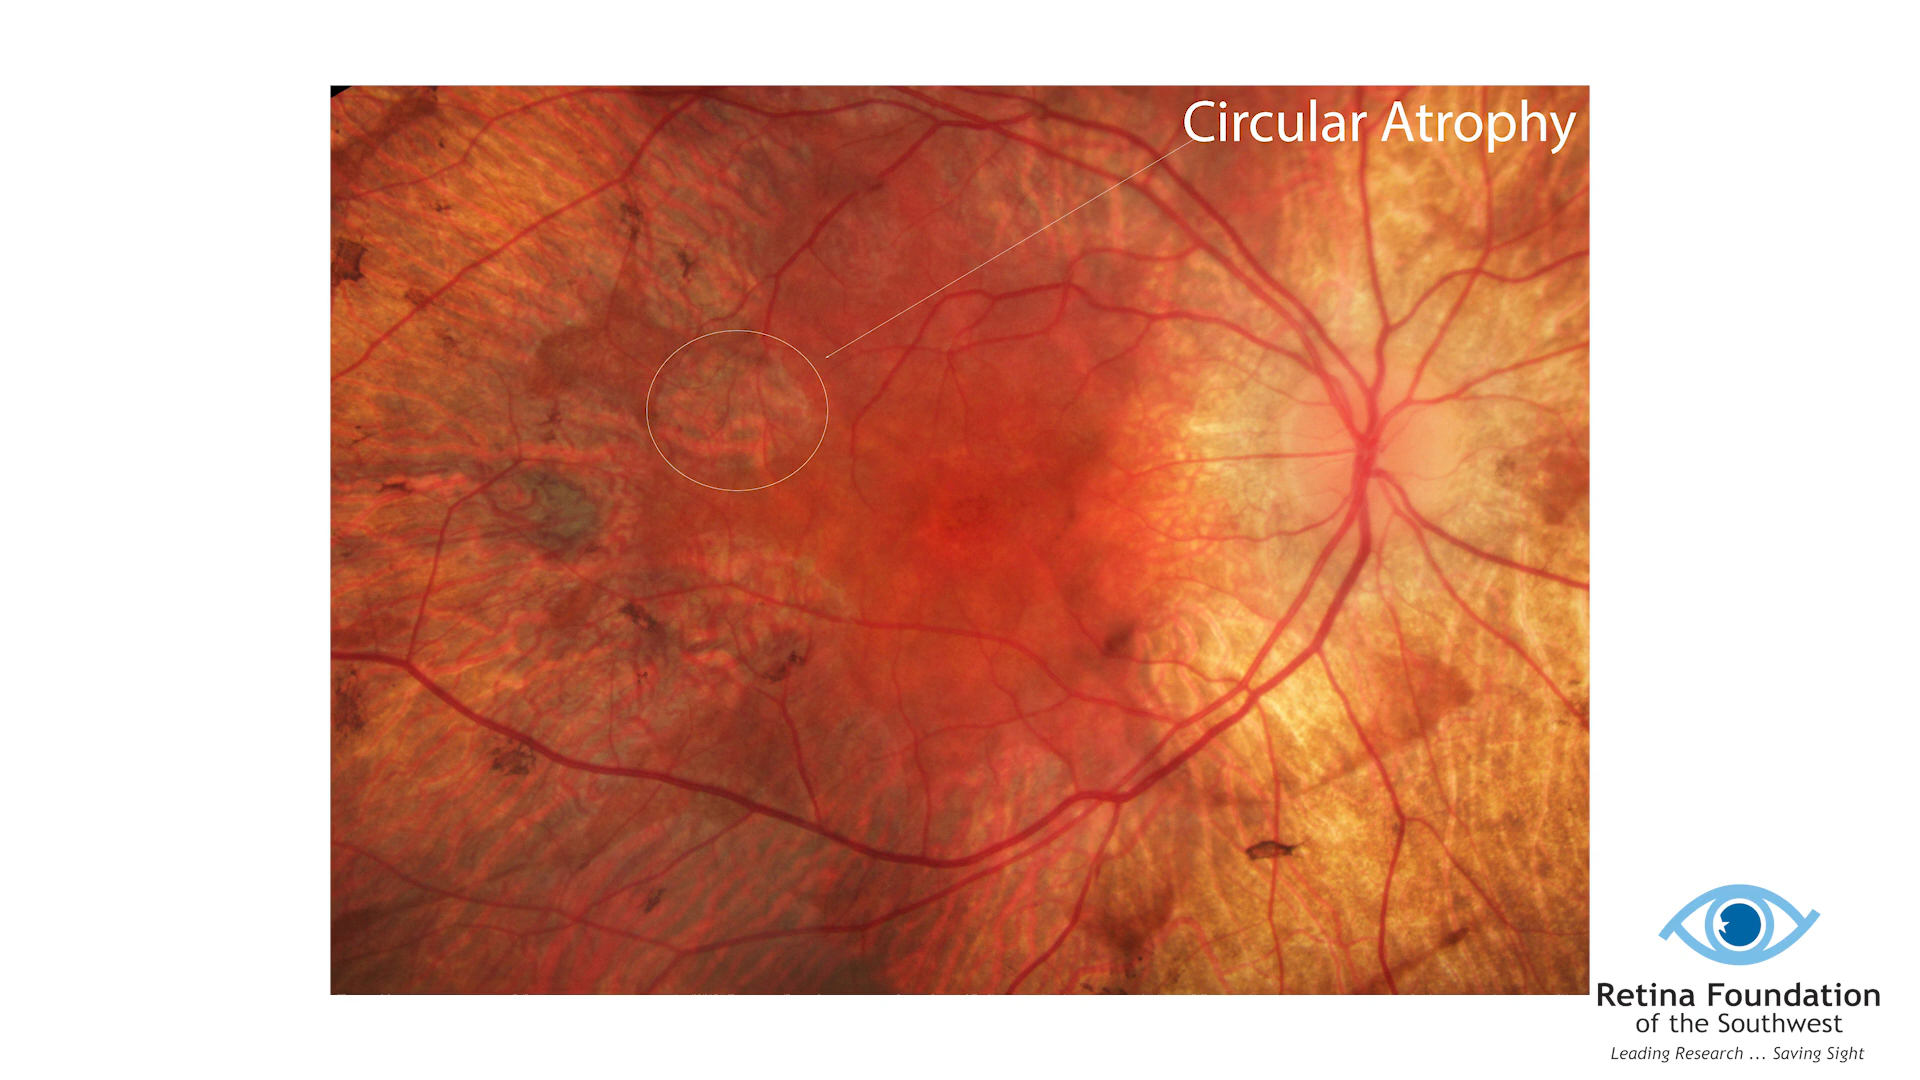 Circular Atrophy
Retina Foundation
of the Southwest
Leading Research ... Saving Sight